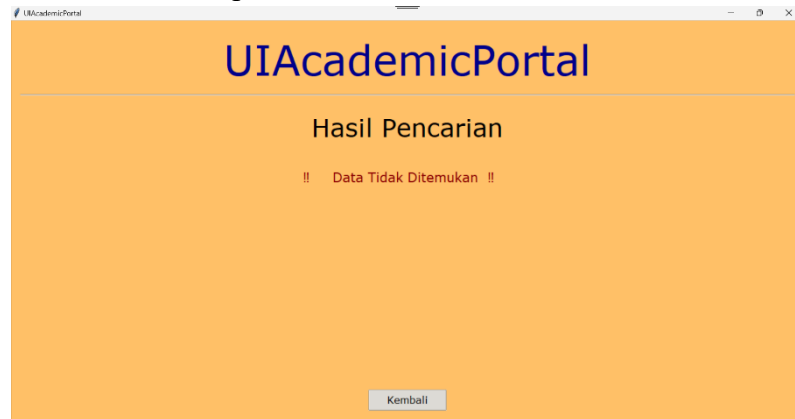 UIAcademicPortal
UIAcademicPortal
Hasil Pencarian
‼ Data Tidak Ditemukan ‼
Kembali